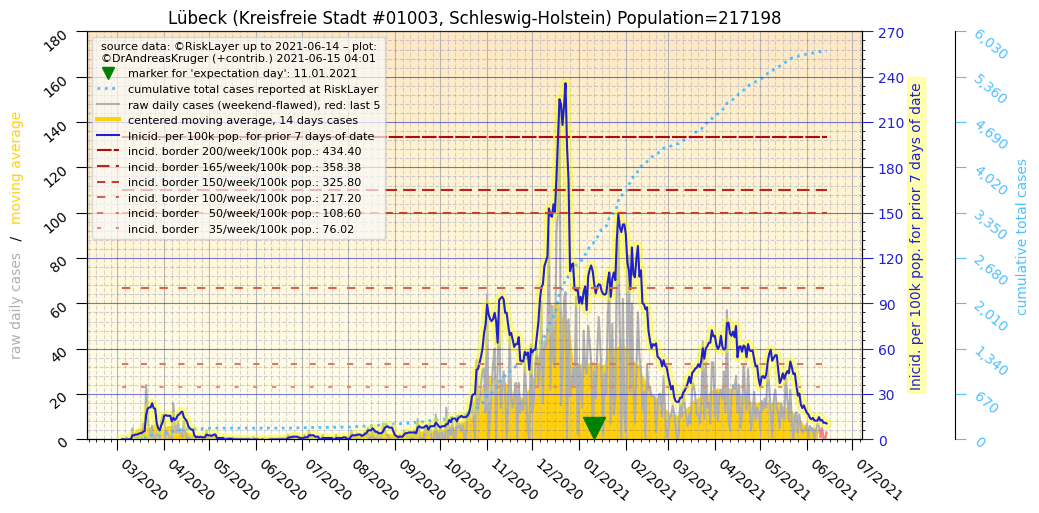 Lübeck (Kreisfreie Stadt #01003, Schleswig-Holstein) Population=217198
source data: ©RiskLayer up to 2021-06-14 – plot:
©DrAndreasKruger (+contrib.) 2021-06-15 04:01
marker for 'expectation day': 11.01.2021
cumulative total cases reported at RiskLayer
raw daily cases (weekend-flawed), red: last 5
centered moving average, 14 days cases
Inicid. per 100k pop. for prior 7 days of date
incid. border 200/week/100k pop.: 434.40
incid. border 165/week/100k pop.: 358.38
incid. border 150/week/100k pop.: 325.80
incid. border 100/week/100k pop.: 217.20
incid. border 50/week/100k pop.: 108.60
incid. border 35/week/100k pop.: 76.02
raw daily cases / moving average
180
160
140
120
100
80
60
40
20
0
270
240
210
180
150
120
90
60
30
0
Inicid. per 100k pop. for prior 7 days of date
6,030
5,360
4,690
4,020
3,350
2,680
2,010
1,340
670
0
cumulative total cases
03/2020
04/2020
05/2020
06/2020
07/2020
08/2020
09/2020
10/2020
11/2020
12/2020
01/2021
02/2021
03/2021
04/2021
05/2021
06/2021
07/2021